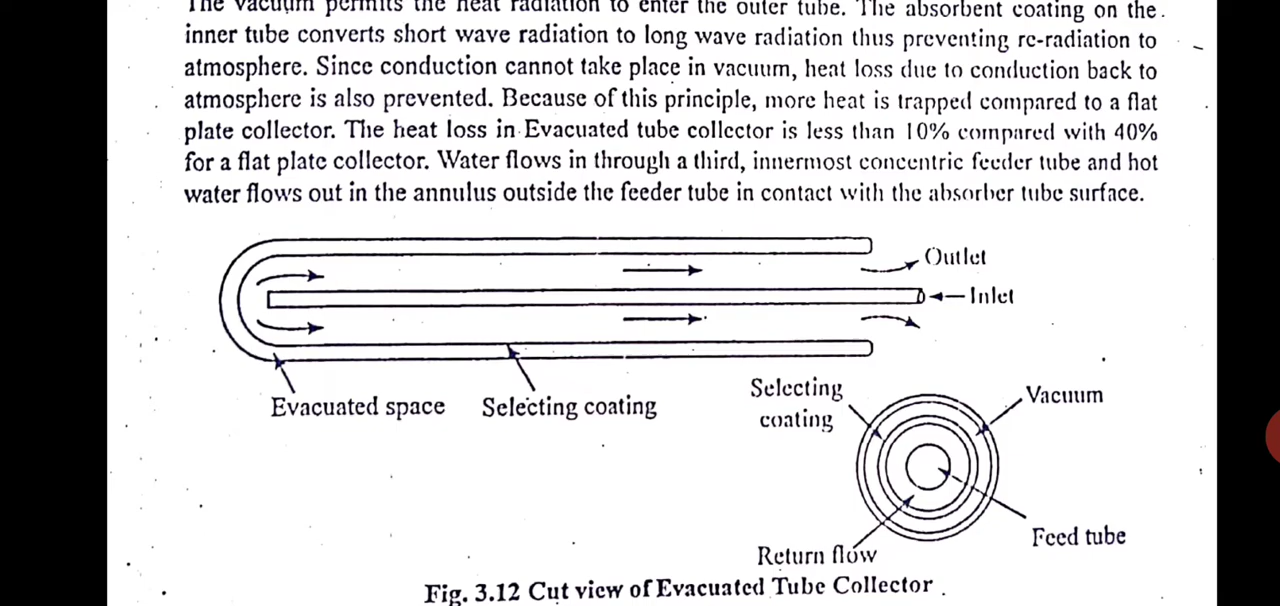 The vacuum permits the heat radiation to enter the outer tube. The absorbent coating on the
inner tube converts short wave radiation to long wave radiation thus preventing re-radiation to
atmosphere. Since conduction cannot take place in vacuum, heat loss due to conduction back to
atmosphere is also prevented. Because of this principle, more heat is trapped compared to a flat
plate collector. The heat loss in Evacuated tube collector is less than 10% compared with 40%
for a flat plate collector. Water flows in through a third, innermost concentric feeder tube and hot
water flows out in the annulus outside the feeder tube in contact with the absorber tube surface.
Outlet
Inlet
Evacuated space
Selecting coating
Selecting
coating
Vacuum
Feed tube
Return flow
Fig. 3.12 Cut view of Evacuated Tube Collector